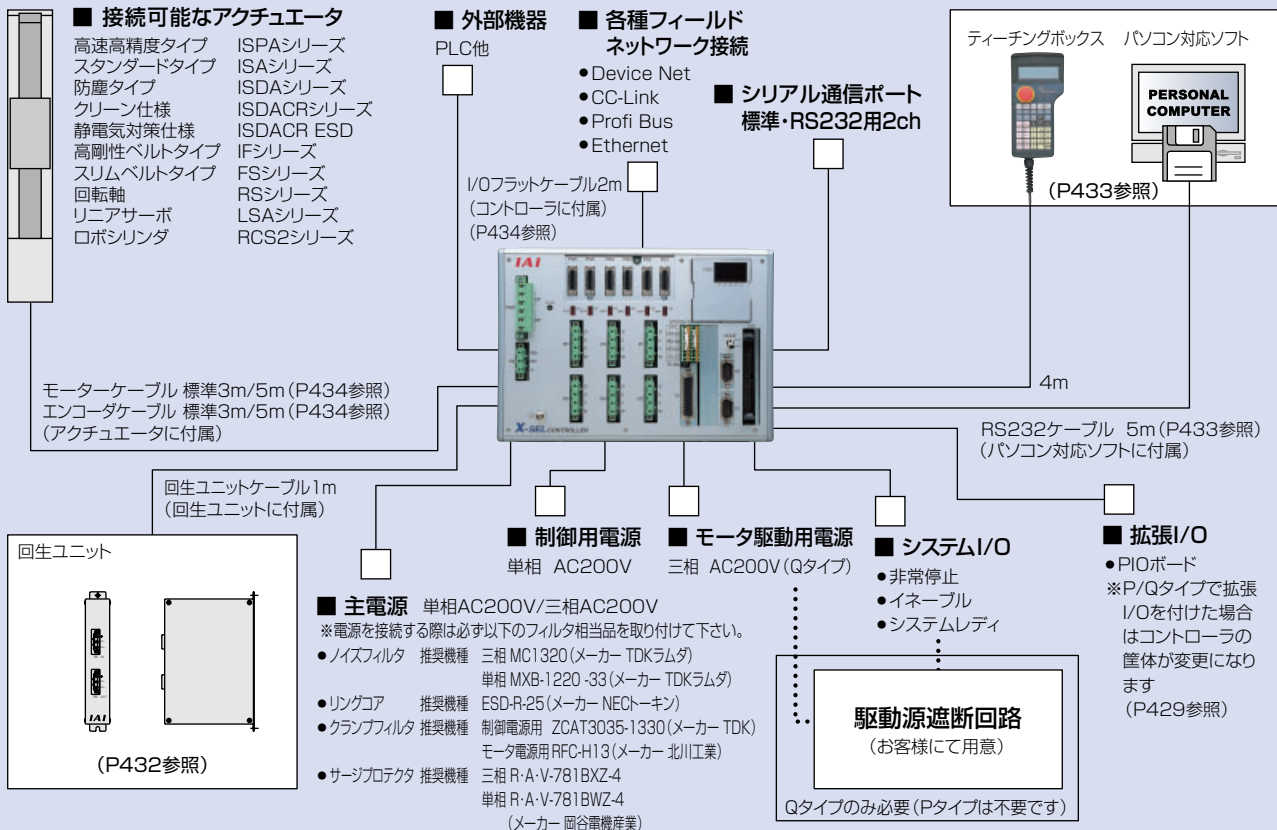 ■ 接続可能なアクチュエータ
高速高精度タイプ ISPAシリーズ
スタンダードタイプ ISAシリーズ
防塵タイプ ISDAシリーズ
クリーン仕様 ISDACRシリーズ
静電気対策仕様 ISDACR ESD
高剛性ベルトタイプ IFシリーズ
スリムベルトタイプ FSシリーズ
回転軸 RSシリーズ
リニアサーボ LSAシリーズ
ロボシリンダ RCS2シリーズ
■ 外部機器
PLC他
■ 各種フィールド
ネットワーク接続
●Device Net
●CC-Link
●Profi Bus
●Ethernet
■ シリアル通信ポート
標準・RS232用2ch
ティーチングボックス
パソコン対応ソフト
PERSONAL
COMPUTER
(P433参照)
I/Oフラットケーブル2m
(コントローラに付属)
(P434参照)
IAI
X-SEL CONTROLLER
モーターケーブル 標準3m/5m(P434参照)
エンコーダケーブル 標準3m/5m(P434参照)
(アクチュエータに付属)
4m
RS232ケーブル 5m(P433参照)
(パソコン対応ソフトに付属)
回生ユニットケーブル1m
(回生ユニットに付属)
回生ユニット
IAI
(P432参照)
■ 制御用電源
単相 AC200V
■ モータ駆動用電源
三相 AC200V(Qタイプ)
■ システムI/O
●非常停止
●イネーブル
●システムレディ
■ 拡張I/O
●PIOボード
※P/Qタイプで拡張
I/Oを付けた場合
はコントローラの
筐体が変更になり
ます
(P429参照)
■ 主電源 単相AC200V/三相AC200V
※電源を接続する際は必ず以下のフィルタ相当品を取り付けて下さい。
●ノイズフィルタ 推奨機種 三相 MC1320(メーカー TDKラムダ)
単相 MXB-1220 -33(メーカー TDKラムダ)
●リングコア 推奨機種 ESD-R-25(メーカー NECトーキン)
●クランプフィルタ 推奨機種 制御電源用 ZCAT3035-1330(メーカー TDK)
モータ電源用 RFC-H13(メーカー 北川工業)
●サージプロテクタ 推奨機種 三相 R・A・V-781BXZ-4
単相 R・A・V-781BWZ-4
(メーカー 岡谷電機産業)
駆動源遮断回路
(お客様にて用意)
Qタイプのみ必要(Pタイプは不要です)